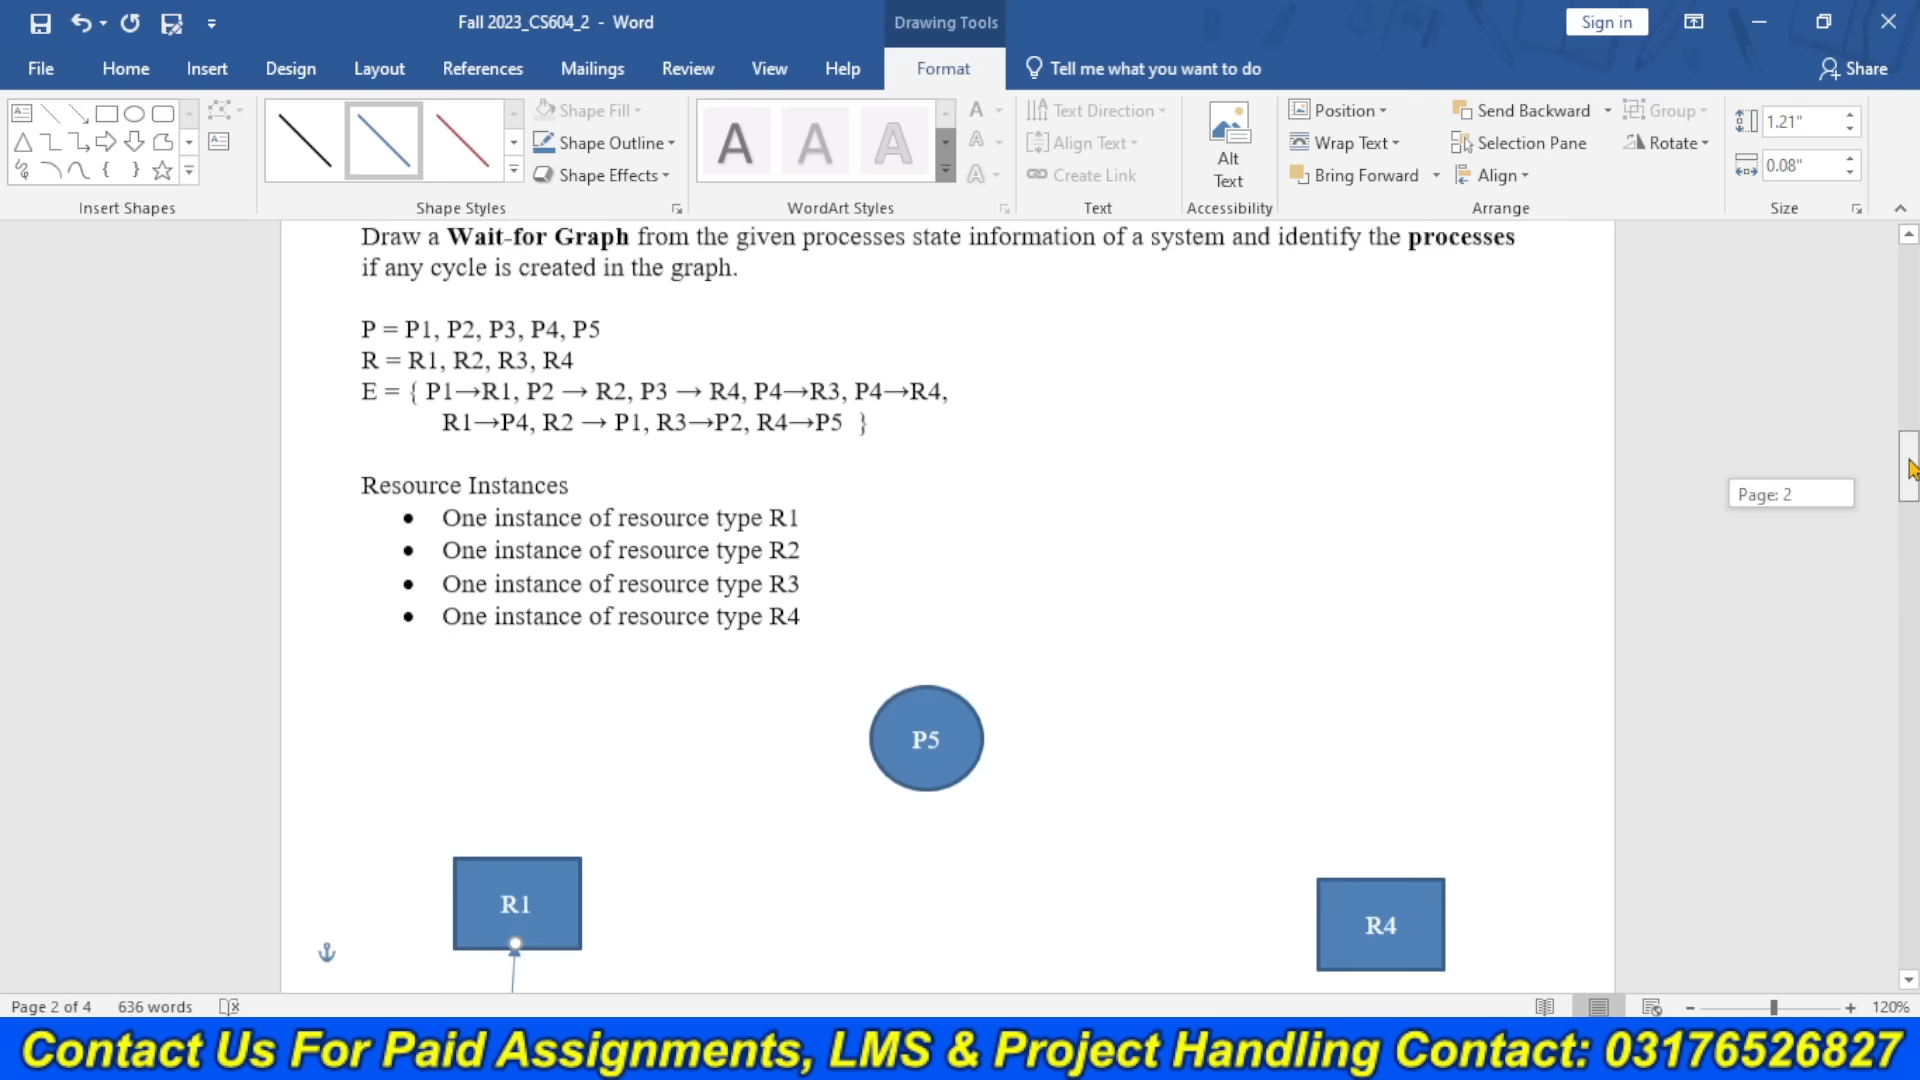 Fall 2023_CS604_2 - Word
Drawing Tools
Sign in
File
Home
Insert
Design
Layout
References
Mailings
Review
View
Help
Format
Tell me what you want to do
Share
Shape Fill
Shape Outline
Shape Effects
Text Direction
Align Text
Create Link
Alt
Text
Position
Wrap Text
Bring Forward
Send Backward
Selection Pane
Align
Group
Rotate
1.21"
0.08"
Insert Shapes
Shape Styles
WordArt Styles
Text
Accessibility
Arrange
Size
Draw a Wait-for Graph from the given processes state information of a system and identify the processes
if any cycle is created in the graph.
P = P1, P2, P3, P4, P5
R = R1, R2, R3, R4
E = { P1→R1, P2 → R2, P3 → R4, P4→R3, P4→R4,
R1→P4, R2 → P1, R3→P2, R4→P5 }
Resource Instances
• One instance of resource type R1
• One instance of resource type R2
• One instance of resource type R3
• One instance of resource type R4
Page: 2
P5
R1
R4
Page 2 of 4
636 words
120%
Contact Us For Paid Assignments, LMS & Project Handling Contact: 03176526827